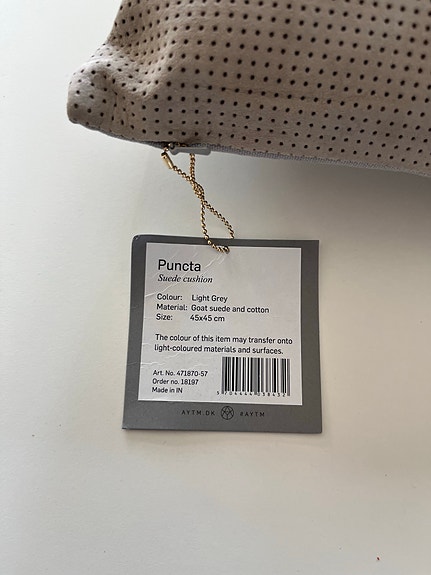 Puncta
Suede cushion
Colour: Light Grey
Material: Goat suede and cotton
Size: 45x45 cm
The colour of this item may transfer onto
light-coloured materials and surfaces.
Art. No. 471870-57
Order no. 18197
Made in IN
5704444038432
AYTM.DK #AYTM